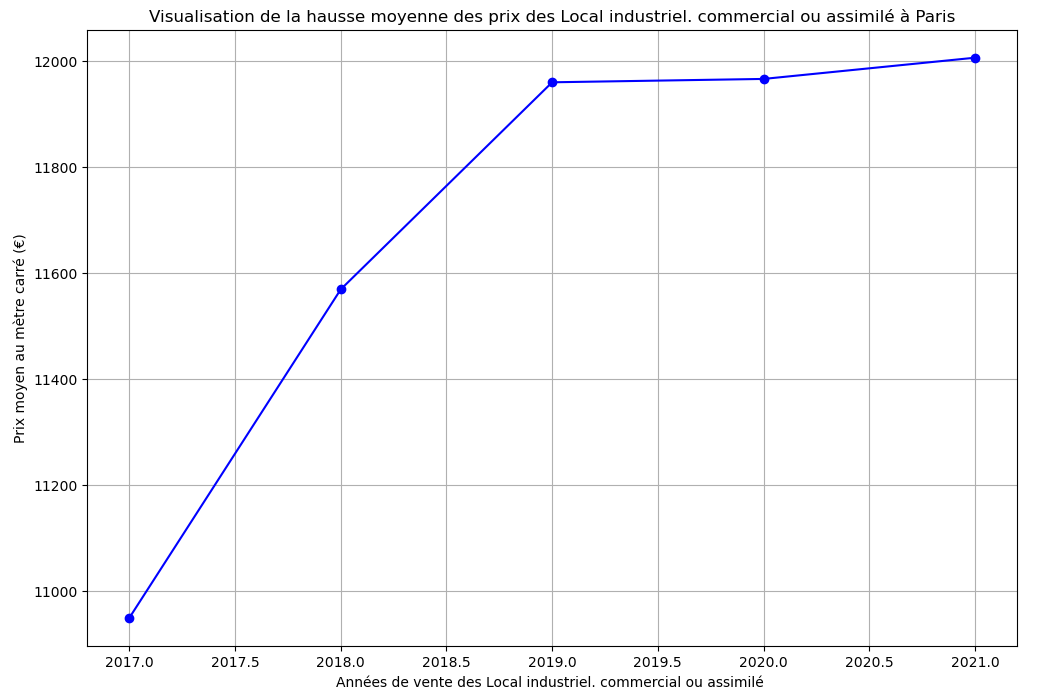 Visualisation de la hausse moyenne des prix des Local industriel. commercial ou assimilé à Paris
Prix moyen au mètre carré (€)
12000
11800
11600
11400
11200
11000
2017.0 2017.5 2018.0 2018.5 2019.0 2019.5 2020.0 2020.5 2021.0
Années de vente des Local industriel. commercial ou assimilé